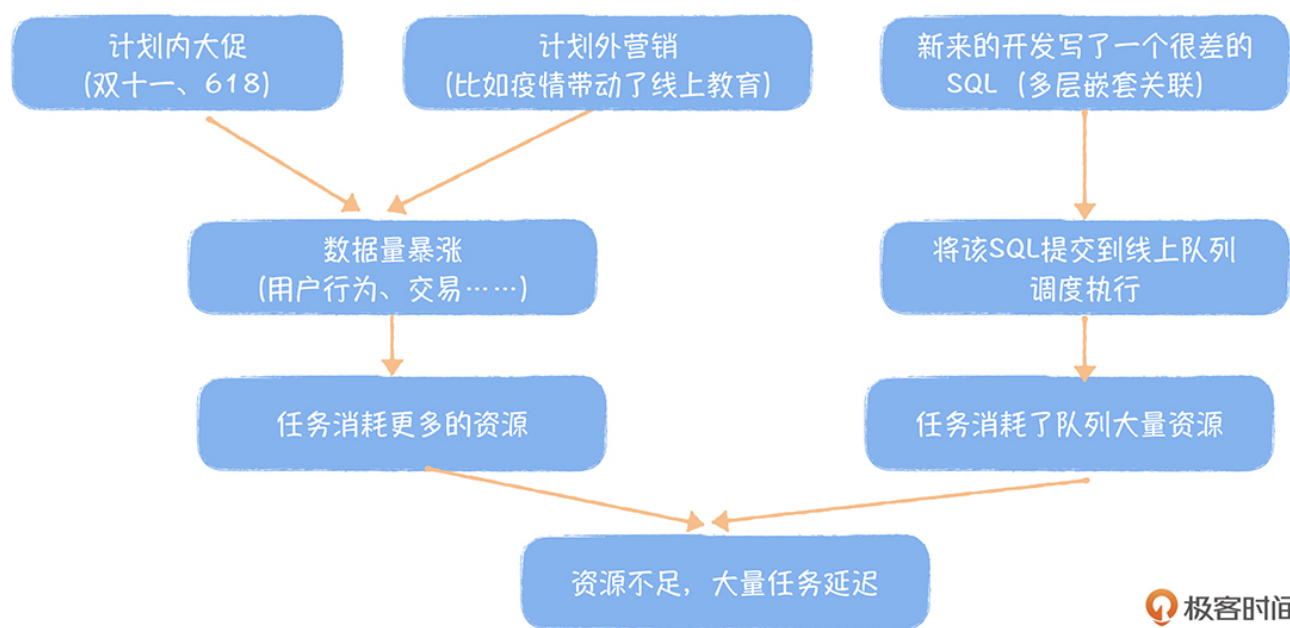 计划内大促
(双十一、618)
计划外营销
(比如疫情带动了线上教育)
新来的开发写了一个很差的
SQL (多层嵌套关联)
数据量暴涨
(用户行为、交易……)
将该SQL提交到线上队列
调度执行
任务消耗更多的资源
任务消耗了队列大量资源
资源不足，大量任务延迟
极客时间